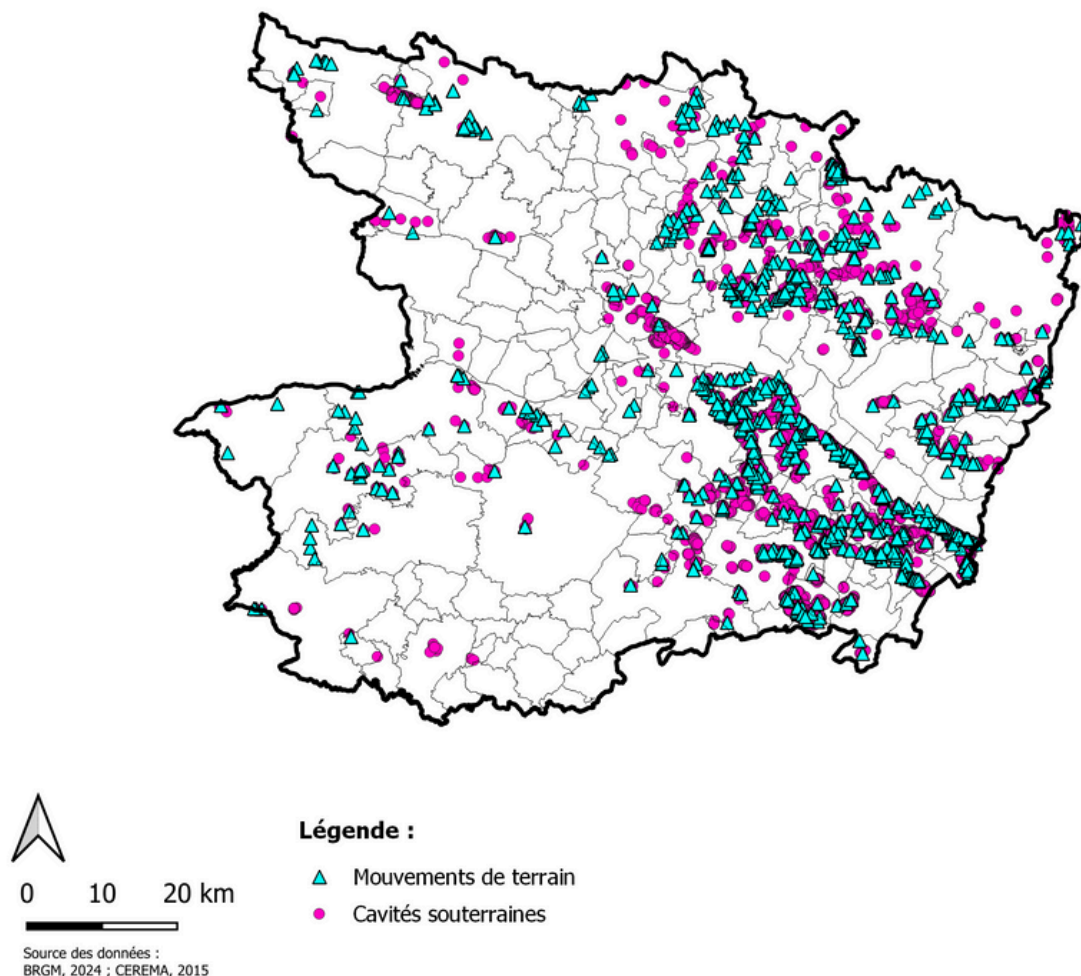 Légende :
Mouvements de terrain
0 10 20 km
Cavités souterraines
Source des données :
BRGM, 2024 ; CEREMA, 2015